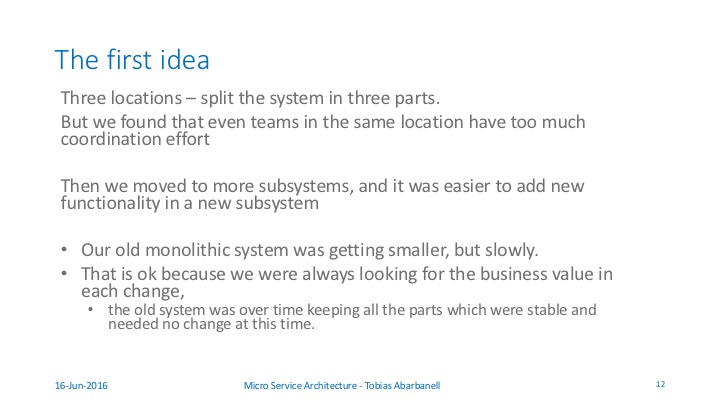 The first idea
Three locations – split the system in three parts.
But we found that even teams in the same location have too much
coordination effort
Then we moved to more subsystems, and it was easier to add new
functionality in a new subsystem
• Our old monolithic system was getting smaller, but slowly.
• That is ok because we were always looking for the business value in
each change,
• the old system was over time keeping all the parts which were stable and
needed no change at this time.
16-Jun-2016
Micro Service Architecture - Tobias Abarbanell
12